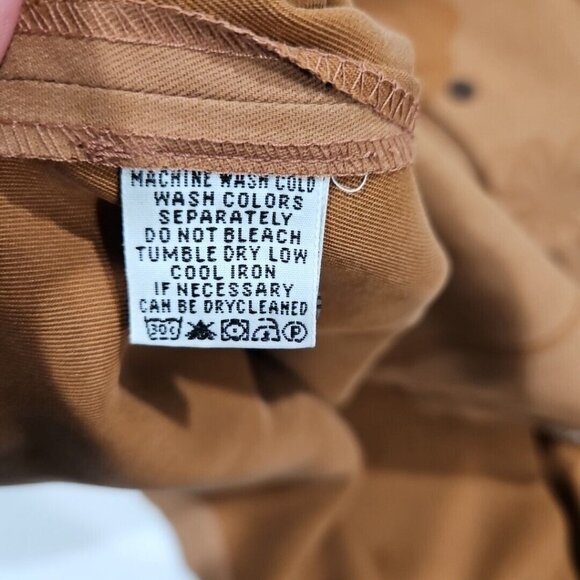 MACHINE WASH COLD
WASH COLORS
SEPARATELY
DO NOT BLEACH
TUMBLE DRY LOW
COOL IRON
IF NECESSARY
CAN BE DRYCLEANED
30C P